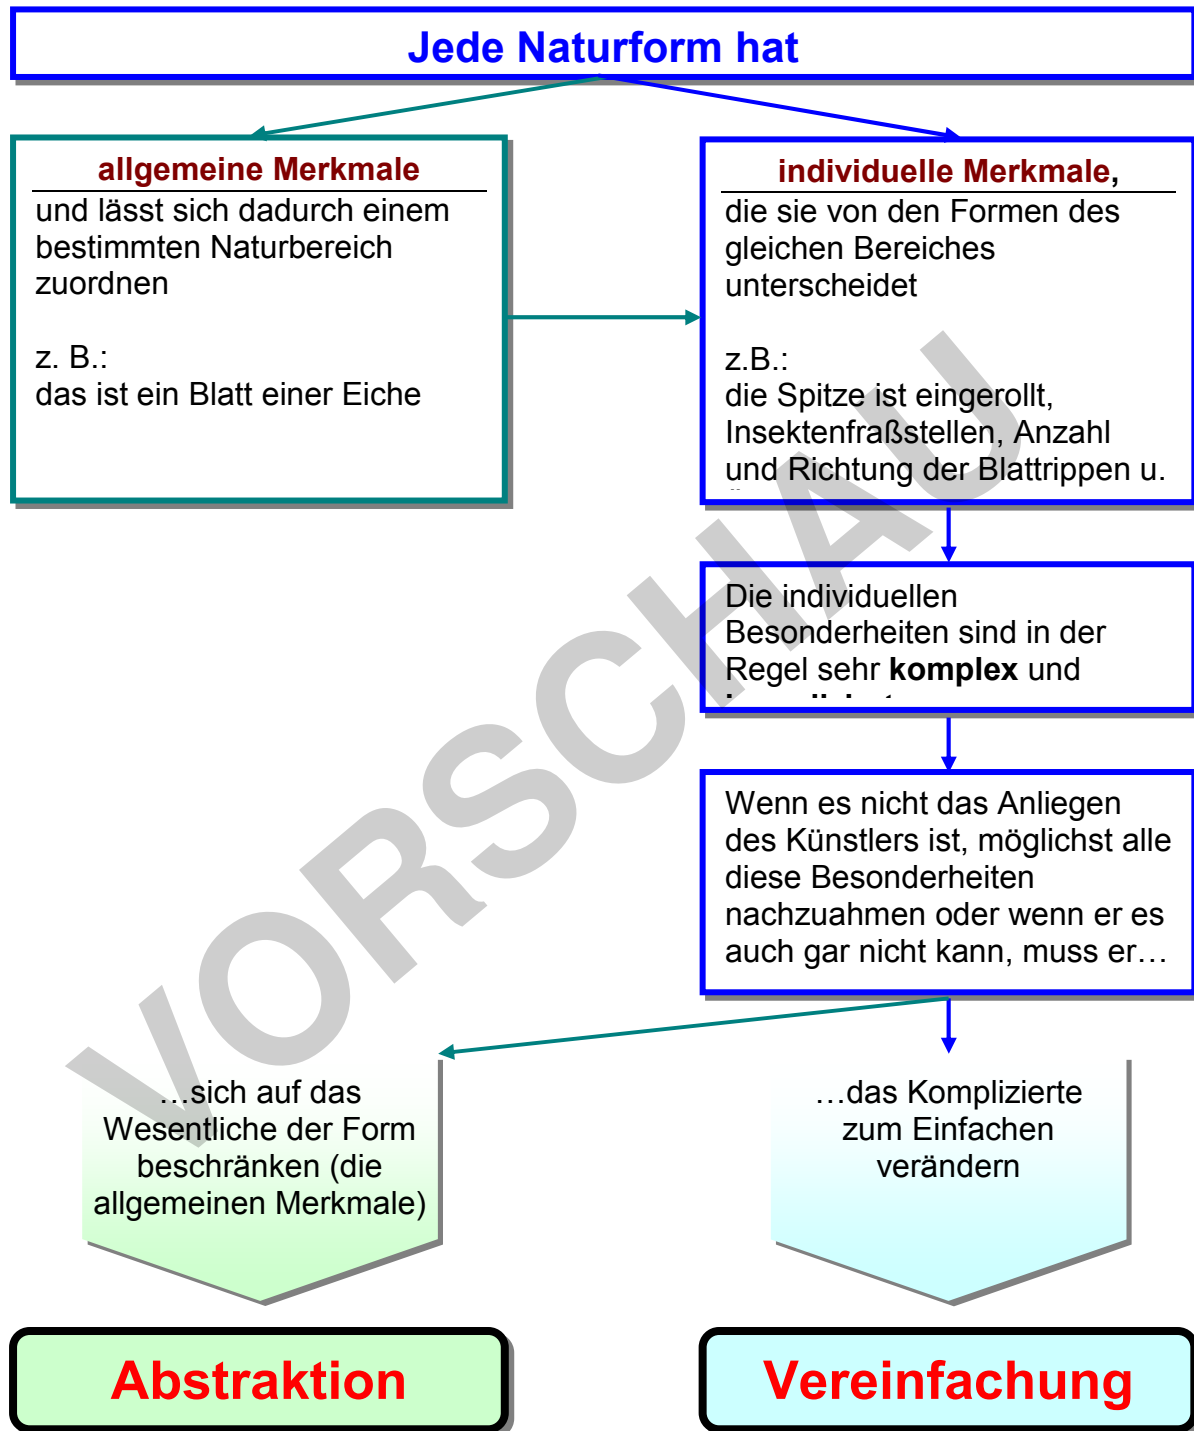 Jede Naturform hat
allgemeine Merkmale
und lässt sich dadurch einem
bestimmten Naturbereich
zuordnen
z. B.:
das ist ein Blatt einer Eiche
individuelle Merkmale,
die sie von den Formen des
gleichen Bereiches
unterscheidet
z.B.:
die Spitze ist eingerollt,
Insektenfraßstellen, Anzahl
und Richtung der Blattrippen u.
Die individuellen
Besonderheiten sind in der
Regel sehr komplex und
Wenn es nicht das Anliegen
des Künstlers ist, möglichst alle
diese Besonderheiten
nachzuahmen oder wenn er es
auch gar nicht kann, muss er…
…sich auf das
Wesentliche der Form
beschränken (die
allgemeinen Merkmale)
…das Komplizierte
zum Einfachen
verändern
Abstraktion
Vereinfachung
VORSCHAU